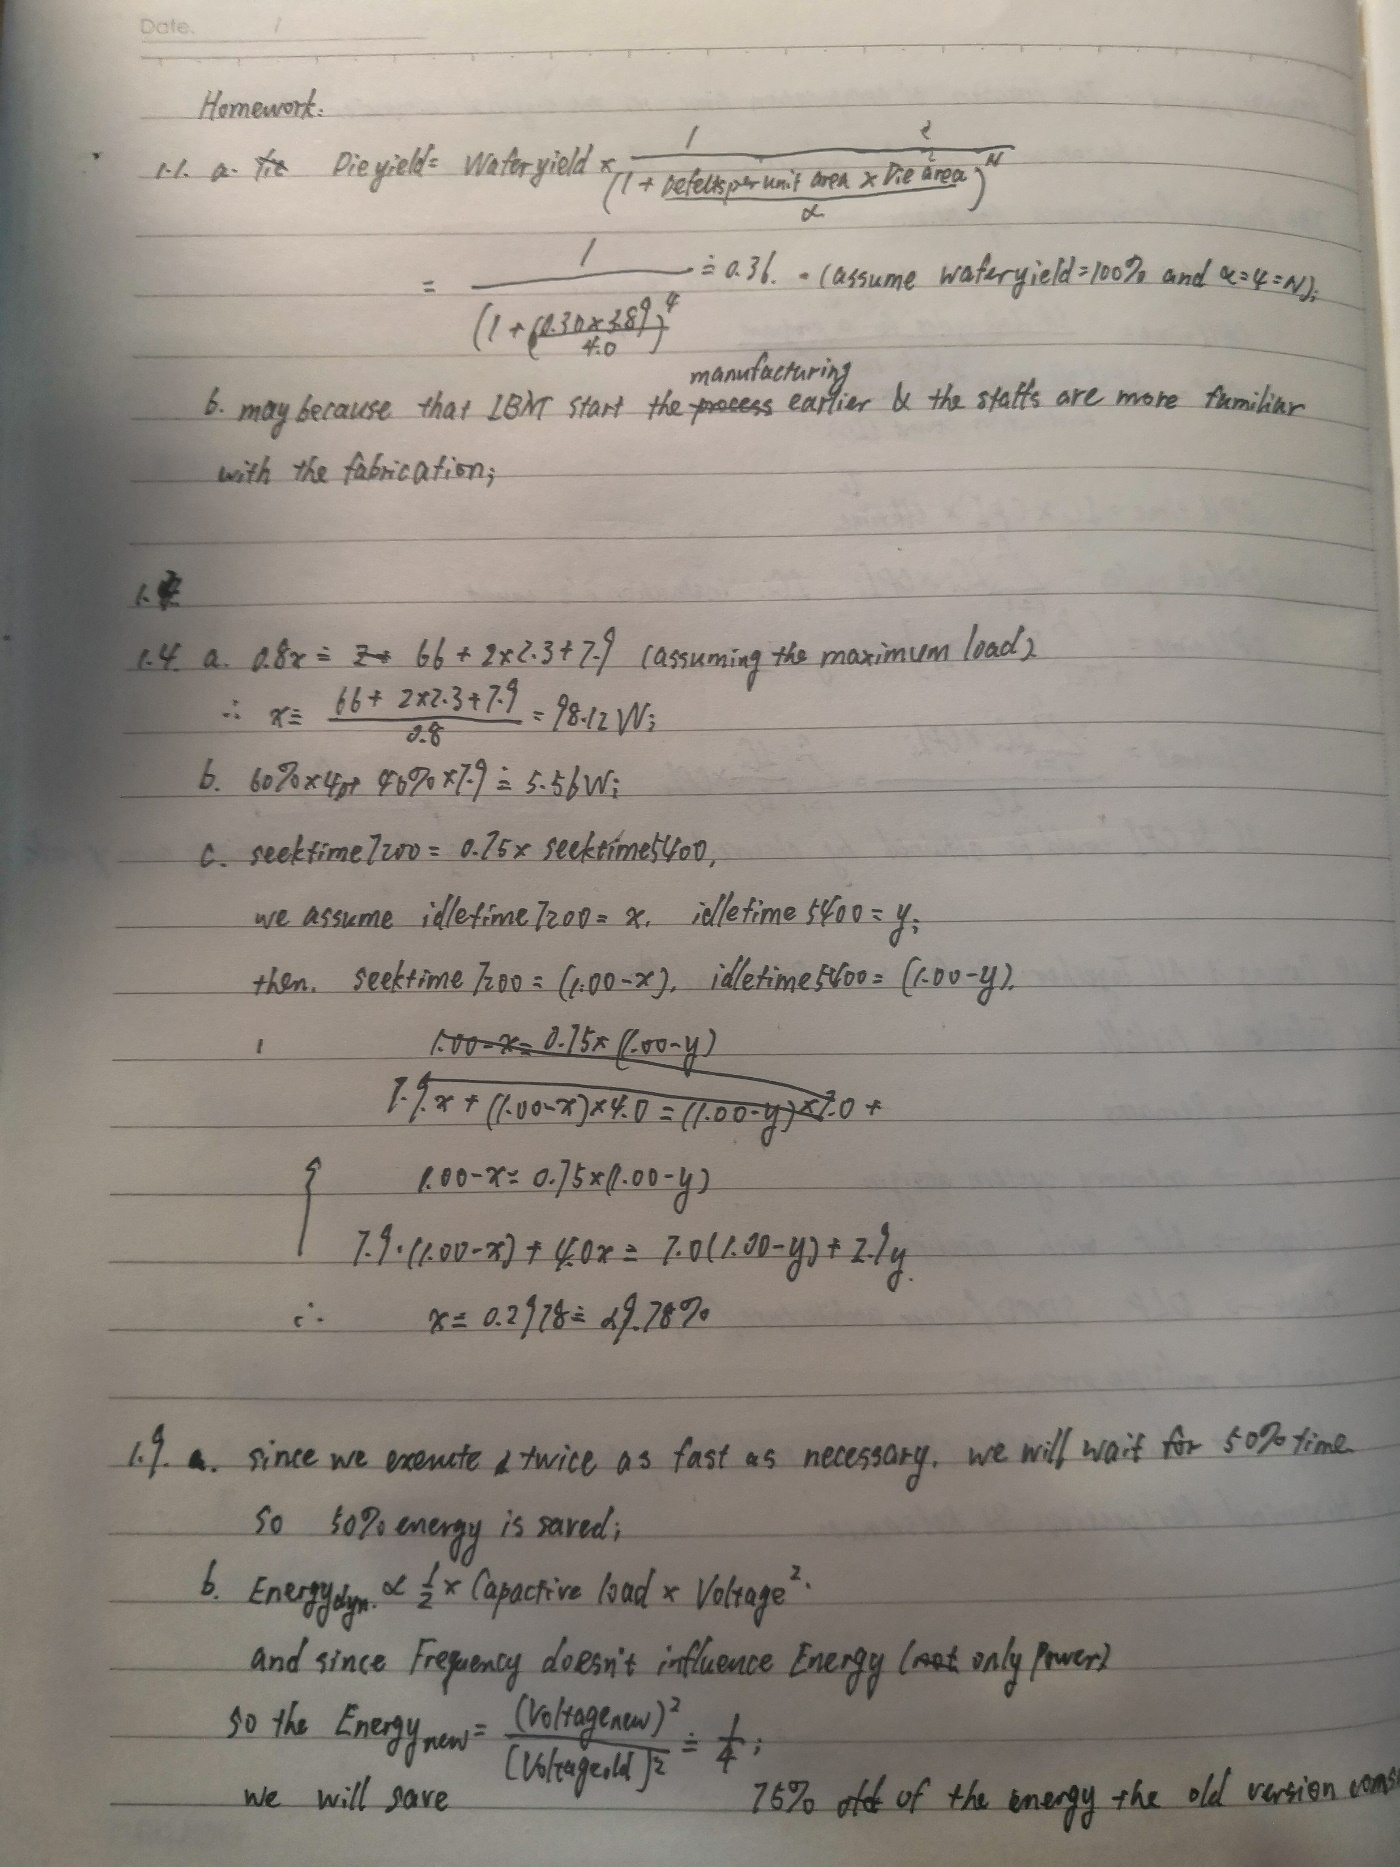 Date. /
Homework:
1.1. a. Die yield = Wafer yield × 1 / (1 + Defects per unit area × Die area / α)^N
= 1 / (1 + (0.30×3.89) / 4.0)^4 ≐ 0.36. (assume wafer yield = 100% and α=4=N);
manufacturing
b. may because that IBM start the process earlier & the staffs are more familiar
with the fabrication;
1.
1.4 a. 0.8x = 66 + 2×2.3 + 7.9 (assuming the maximum load)
∴ x = 66 + 2×2.3 + 7.9 / 0.8 = 98.12 W;
b. 60% × 4.0 + 40% × 7.9 ≐ 5.56 W;
c. seektime7200 = 0.75 × seektime5400,
we assume idletime7200 = x. idletime5400 = y;
then. seektime7200 = (1.00-x), idletime5400 = (1.00-y).
1.00-x = 0.75×(1.00-y)
7.9x + (1.00-x)×4.0 = (1.00-y)×7.0 +
{ 1.00-x = 0.75×(1.00-y)
7.9·(1.00-x) + 4.0x = 7.0(1.00-y) + 2.9y.
∴ x = 0.2978 = 29.78%
1.9. a. since we execute twice as fast as necessary. we will wait for 50% time.
so 50% energy is saved;
b. Energy dyn. ∝ 1/2 × Capactive load × Voltage².
and since Frequency doesn't influence Energy (not only Power)
so the Energy new = (Voltage new)² / (Voltage old)² = 1/4;
we will save 75% of the energy the old version